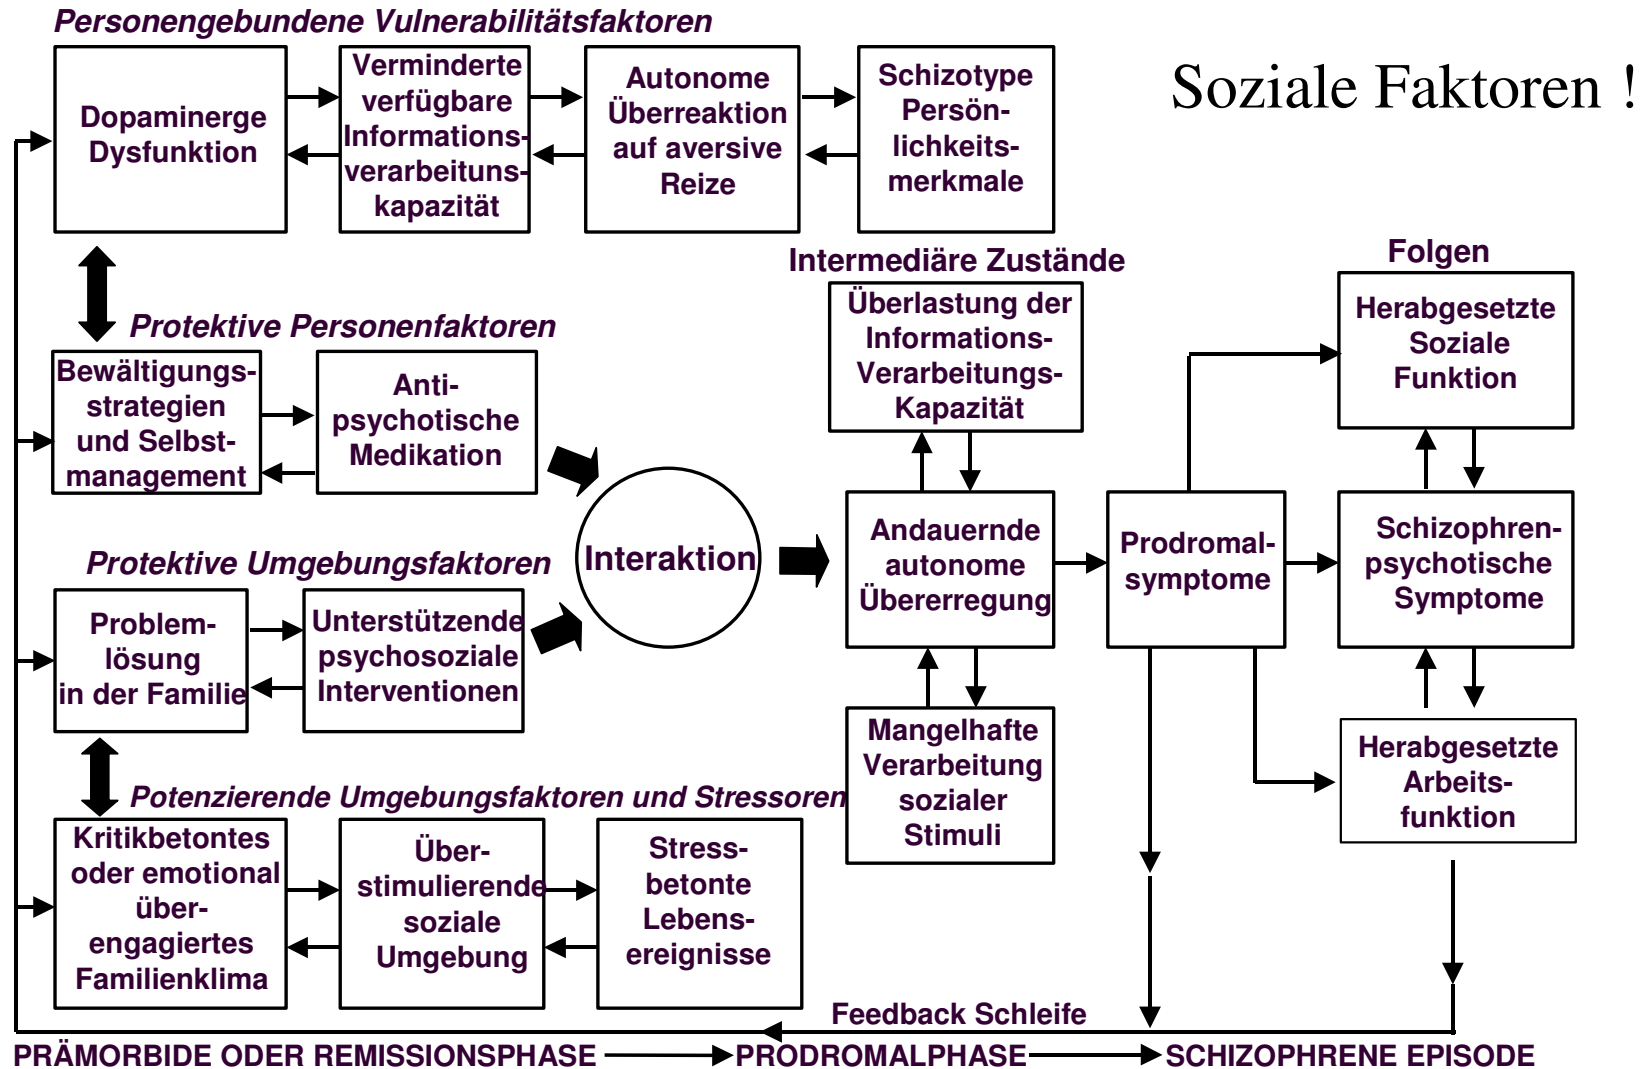 Personengebundene Vulnerabilitätsfaktoren
Soziale Faktoren !
Dopaminerge
Dysfunktion
Verminderte
verfügbare
Informations-
verarbeituns-
kapazität
Autonome
Überreaktion
auf aversive
Reize
Schizotype
Persön-
lichkeits-
merkmale
Protektive Personenfaktoren
Bewältigungs-
strategien
und Selbst-
management
Anti-
psychotische
Medikation
Protektive Umgebungsfaktoren
Problem-
lösung
in der Familie
Unterstützende
psychosoziale
Interventionen
Potenzierende Umgebungsfaktoren und Stressoren
Kritikbetontes
oder emotional
über-
engagiertes
Familienklima
Über-
stimulierende
soziale
Umgebung
Stress-
betonte
Lebens-
ereignisse
Interaktion
Intermediäre Zustände
Überlastung der
Informations-
Verarbeitungs-
Kapazität
Andauernde
autonome
Übererregung
Mangelhafte
Verarbeitung
sozialer
Stimuli
Prodromal-
symptome
Folgen
Herabgesetzte
Soziale
Funktion
Schizophren-
psychotische
Symptome
Herabgesetzte
Arbeits-
funktion
Feedback Schleife
PRÄMORBIDE ODER REMISSIONSPHASE PRODROMALPHASE SCHIZOPHRENE EPISODE